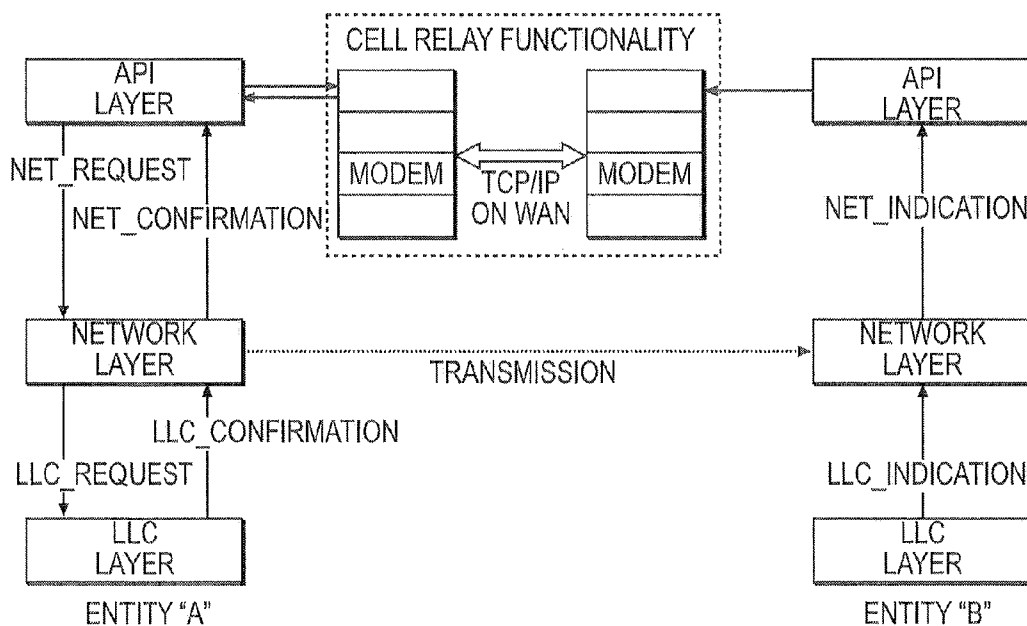 CELL RELAY FUNCTIONALITY
API
LAYER
API
LAYER
NET_REQUEST
NET_CONFIRMATION
MODEM
TCP/IP
ON WAN
MODEM
NET_INDICATION
NETWORK
LAYER
TRANSMISSION
NETWORK
LAYER
LLC_CONFIRMATION
LLC_REQUEST
LLC_INDICATION
LLC
LAYER
LLC
LAYER
ENTITY "A"
ENTITY "B"